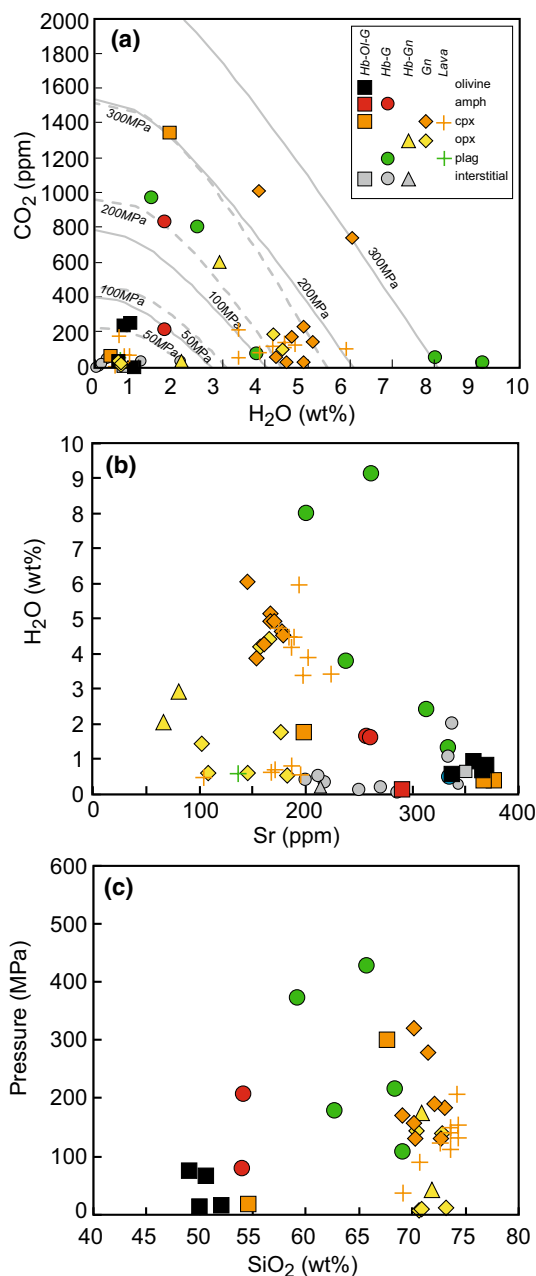 (a)
2000
1800
1600
1400
1200
1000
800
600
400
200
0
CO2 (ppm)
300MPa
200MPa
100MPa
50MPa
50MPa
100MPa
200MPa
300MPa
Hb-Ol-G
Hb-G
Hb-Gn
Gn
Lava
olivine
amph
cpx
opx
plag
interstitial
0 1 2 3 4 5 6 7 8 9 10
H2O (wt%)
(b)
10
9
8
7
6
5
4
3
2
1
0
H2O (wt%)
0 100 200 300 400
Sr (ppm)
(c)
600
500
400
300
200
100
0
Pressure (MPa)
40 45 50 55 60 65 70 75 80
SiO2 (wt%)